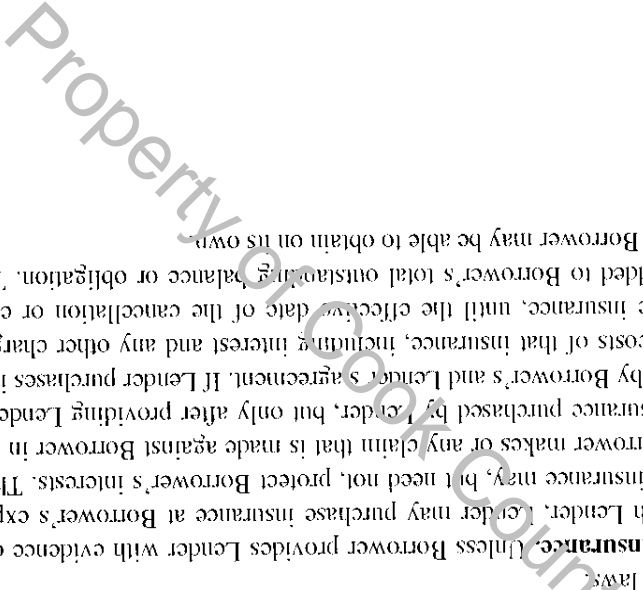 laws.
nsurance. Unless Borrower provides Lender with evidence
h Lender, Lender may purchase insurance at Borrower's exp
insurance may, but need not, protect Borrower's interests. Th
rrower makes or any claim that is made against Borrower in
surance purchased by Lender, but only after providing Lende
by Borrower's and Lender's agreement. If Lender purchases i
costs of that insurance, including interest and any other charg
e insurance, until the effective date of the cancellation or e
dded to Borrower's total outstanding balance or obligation.
Borrower may be able to obtain on its own.
Property of Cook Coun